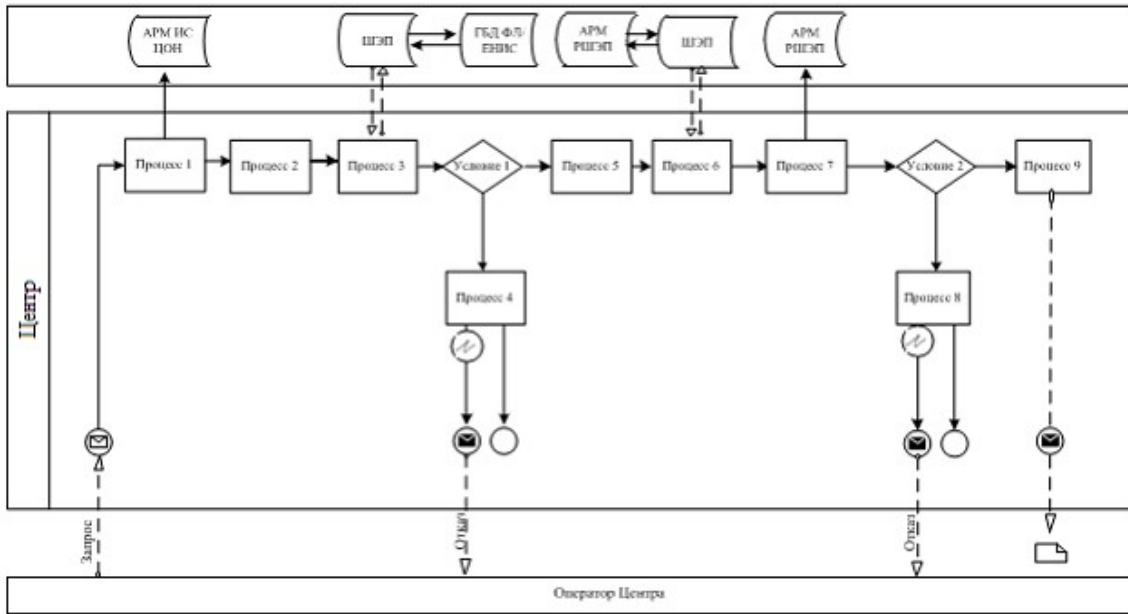 АРМ ИС
ЦОН
ШЭП
ГБД ФЛ/
ЕНИС
АРМ
РШЭП
ШЭП
АРМ
РШЭП
Центр
Процесс 1
Процесс 2
Процесс 3
Условие 1
Процесс 5
Процесс 6
Процесс 7
Условие 2
Процесс 9
Процесс 4
Процесс 8
Запрос
Отказ
Отказ
Оператор Центра